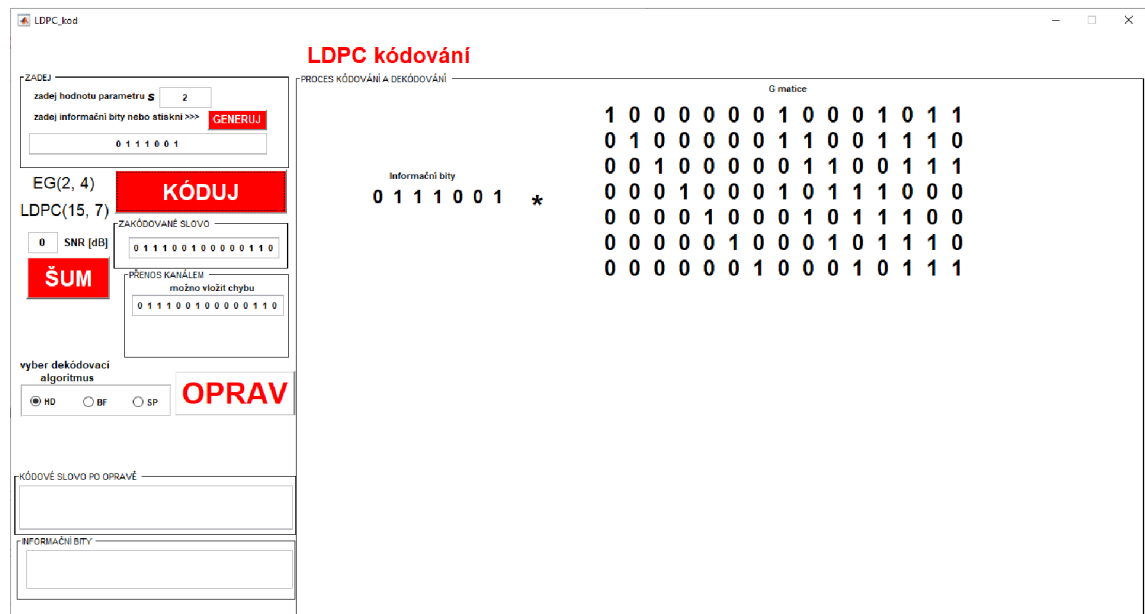 LDPC_kod
LDPC kódování
ZADEJ
zadej hodnotu parametru s 2
zadej informační bity nebo stiskni >>> GENERUJ
0 1 1 1 0 0 1
EG(2, 4)
LDPC(15, 7)
KÓDUJ
ZAKÓDOVANÉ SLOVO
0 SNR [dB]
0 1 1 1 0 0 1 0 0 0 0 0 1 1 0
ŠUM
PŘENOS KANÁLEM
možno vložit chybu
0 1 1 1 0 0 1 0 0 0 0 0 1 1 0
vyber dekódovací
algoritmus
HD BF SP
OPRAV
KÓDOVÉ SLOVO PO OPRAVĚ
INFORMAČNÍ BITY
PROCES KÓDOVÁNÍ A DEKÓDOVÁNÍ
G matice
Informační bity
0 1 1 1 0 0 1 *
1 0 0 0 0 0 0 1 0 0 0 1 0 1 1
0 1 0 0 0 0 0 1 1 0 0 1 1 1 0
0 0 1 0 0 0 0 0 1 1 0 0 1 1 1
0 0 0 1 0 0 0 1 0 1 1 1 0 0 0
0 0 0 0 1 0 0 0 1 0 1 1 1 0 0
0 0 0 0 0 1 0 0 0 1 0 1 1 1 0
0 0 0 0 0 0 1 0 0 0 1 0 1 1 1